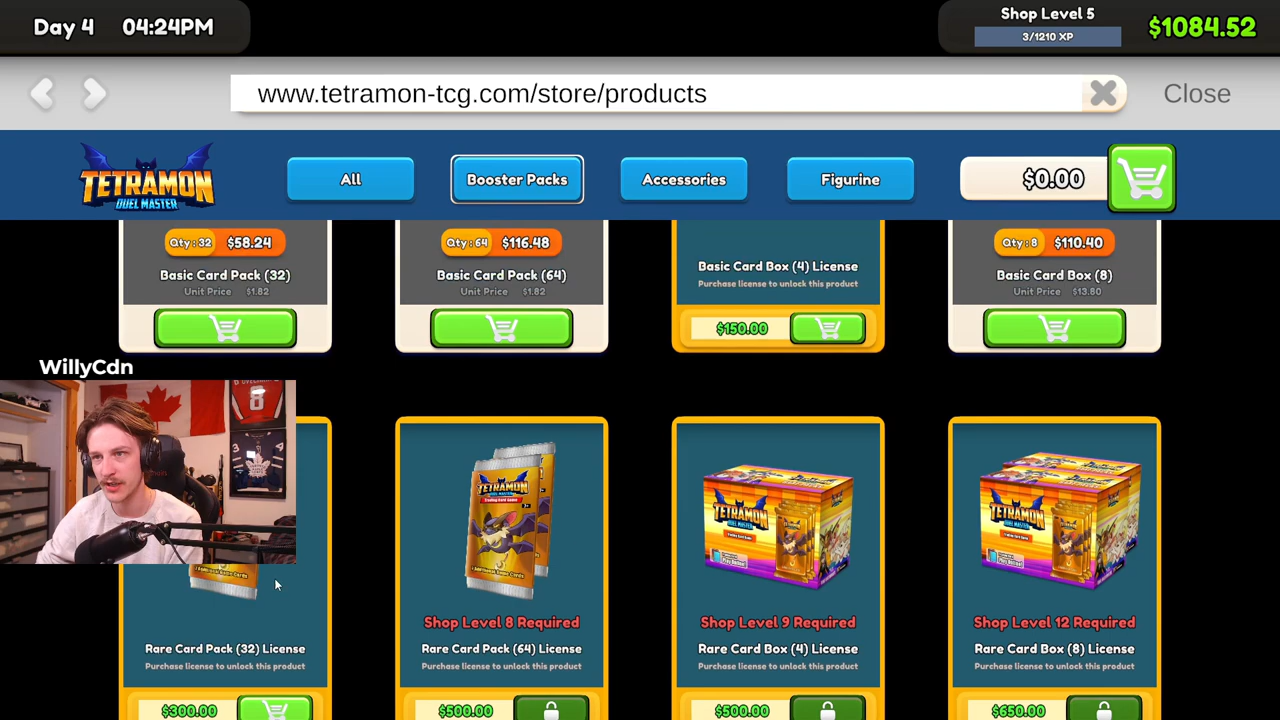 Day 4 04:24PM
Shop Level 5
3/1210 XP
$1084.52
www.tetramon-tcg.com/store/products
Close
TETRAMON
DUEL MASTER
All
Booster Packs
Accessories
Figurine
$0.00
Qty : 32 $58.24
Basic Card Pack (32)
Unit Price $1.82
Qty : 64 $116.48
Basic Card Pack (64)
Unit Price $1.82
Basic Card Box (4) License
Purchase license to unlock this product
$150.00
Qty : 8 $110.40
Basic Card Box (8)
Unit Price $13.80
WillyCdn
8
Rare Card Pack (32) License
Purchase license to unlock this product
$300.00
TETRAMON
Shop Level 8 Required
Rare Card Pack (64) License
Purchase license to unlock this product
$500.00
TETRAMON
Shop Level 9 Required
Rare Card Box (4) License
Purchase license to unlock this product
$500.00
TETRAMON
Shop Level 12 Required
Rare Card Box (8) License
Purchase license to unlock this product
$650.00